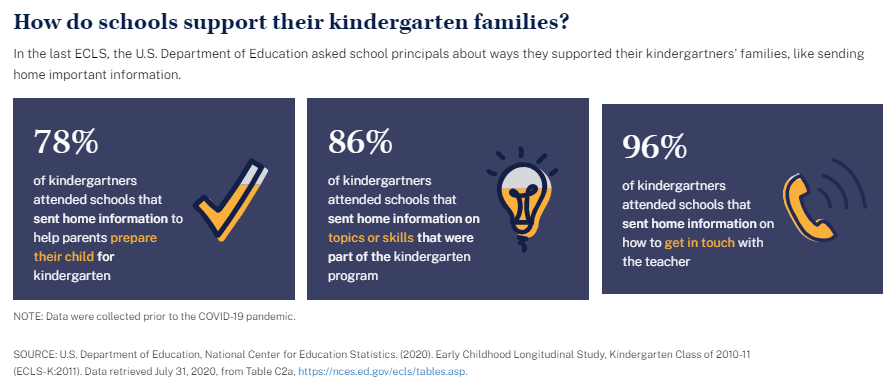 How do schools support their kindergarten families?
In the last ECLS, the U.S. Department of Education asked school principals about ways they supported their kindergartners' families, like sending
home important information.
78%
of kindergartners
attended schools that
sent home information to
help parents prepare
their child for
kindergarten
86%
of kindergartners
attended schools that
sent home information on
topics or skills that were
part of the kindergarten
program
96%
of kindergartners
attended schools that
sent home information on
how to get in touch with
the teacher
NOTE: Data were collected prior to the COVID-19 pandemic.
SOURCE: U.S. Department of Education, National Center for Education Statistics. (2020). Early Childhood Longitudinal Study, Kindergarten Class of 2010-11
(ECLS-K:2011). Data retrieved July 31, 2020, from Table C2a, https://nces.ed.gov/ecls/tables.asp.